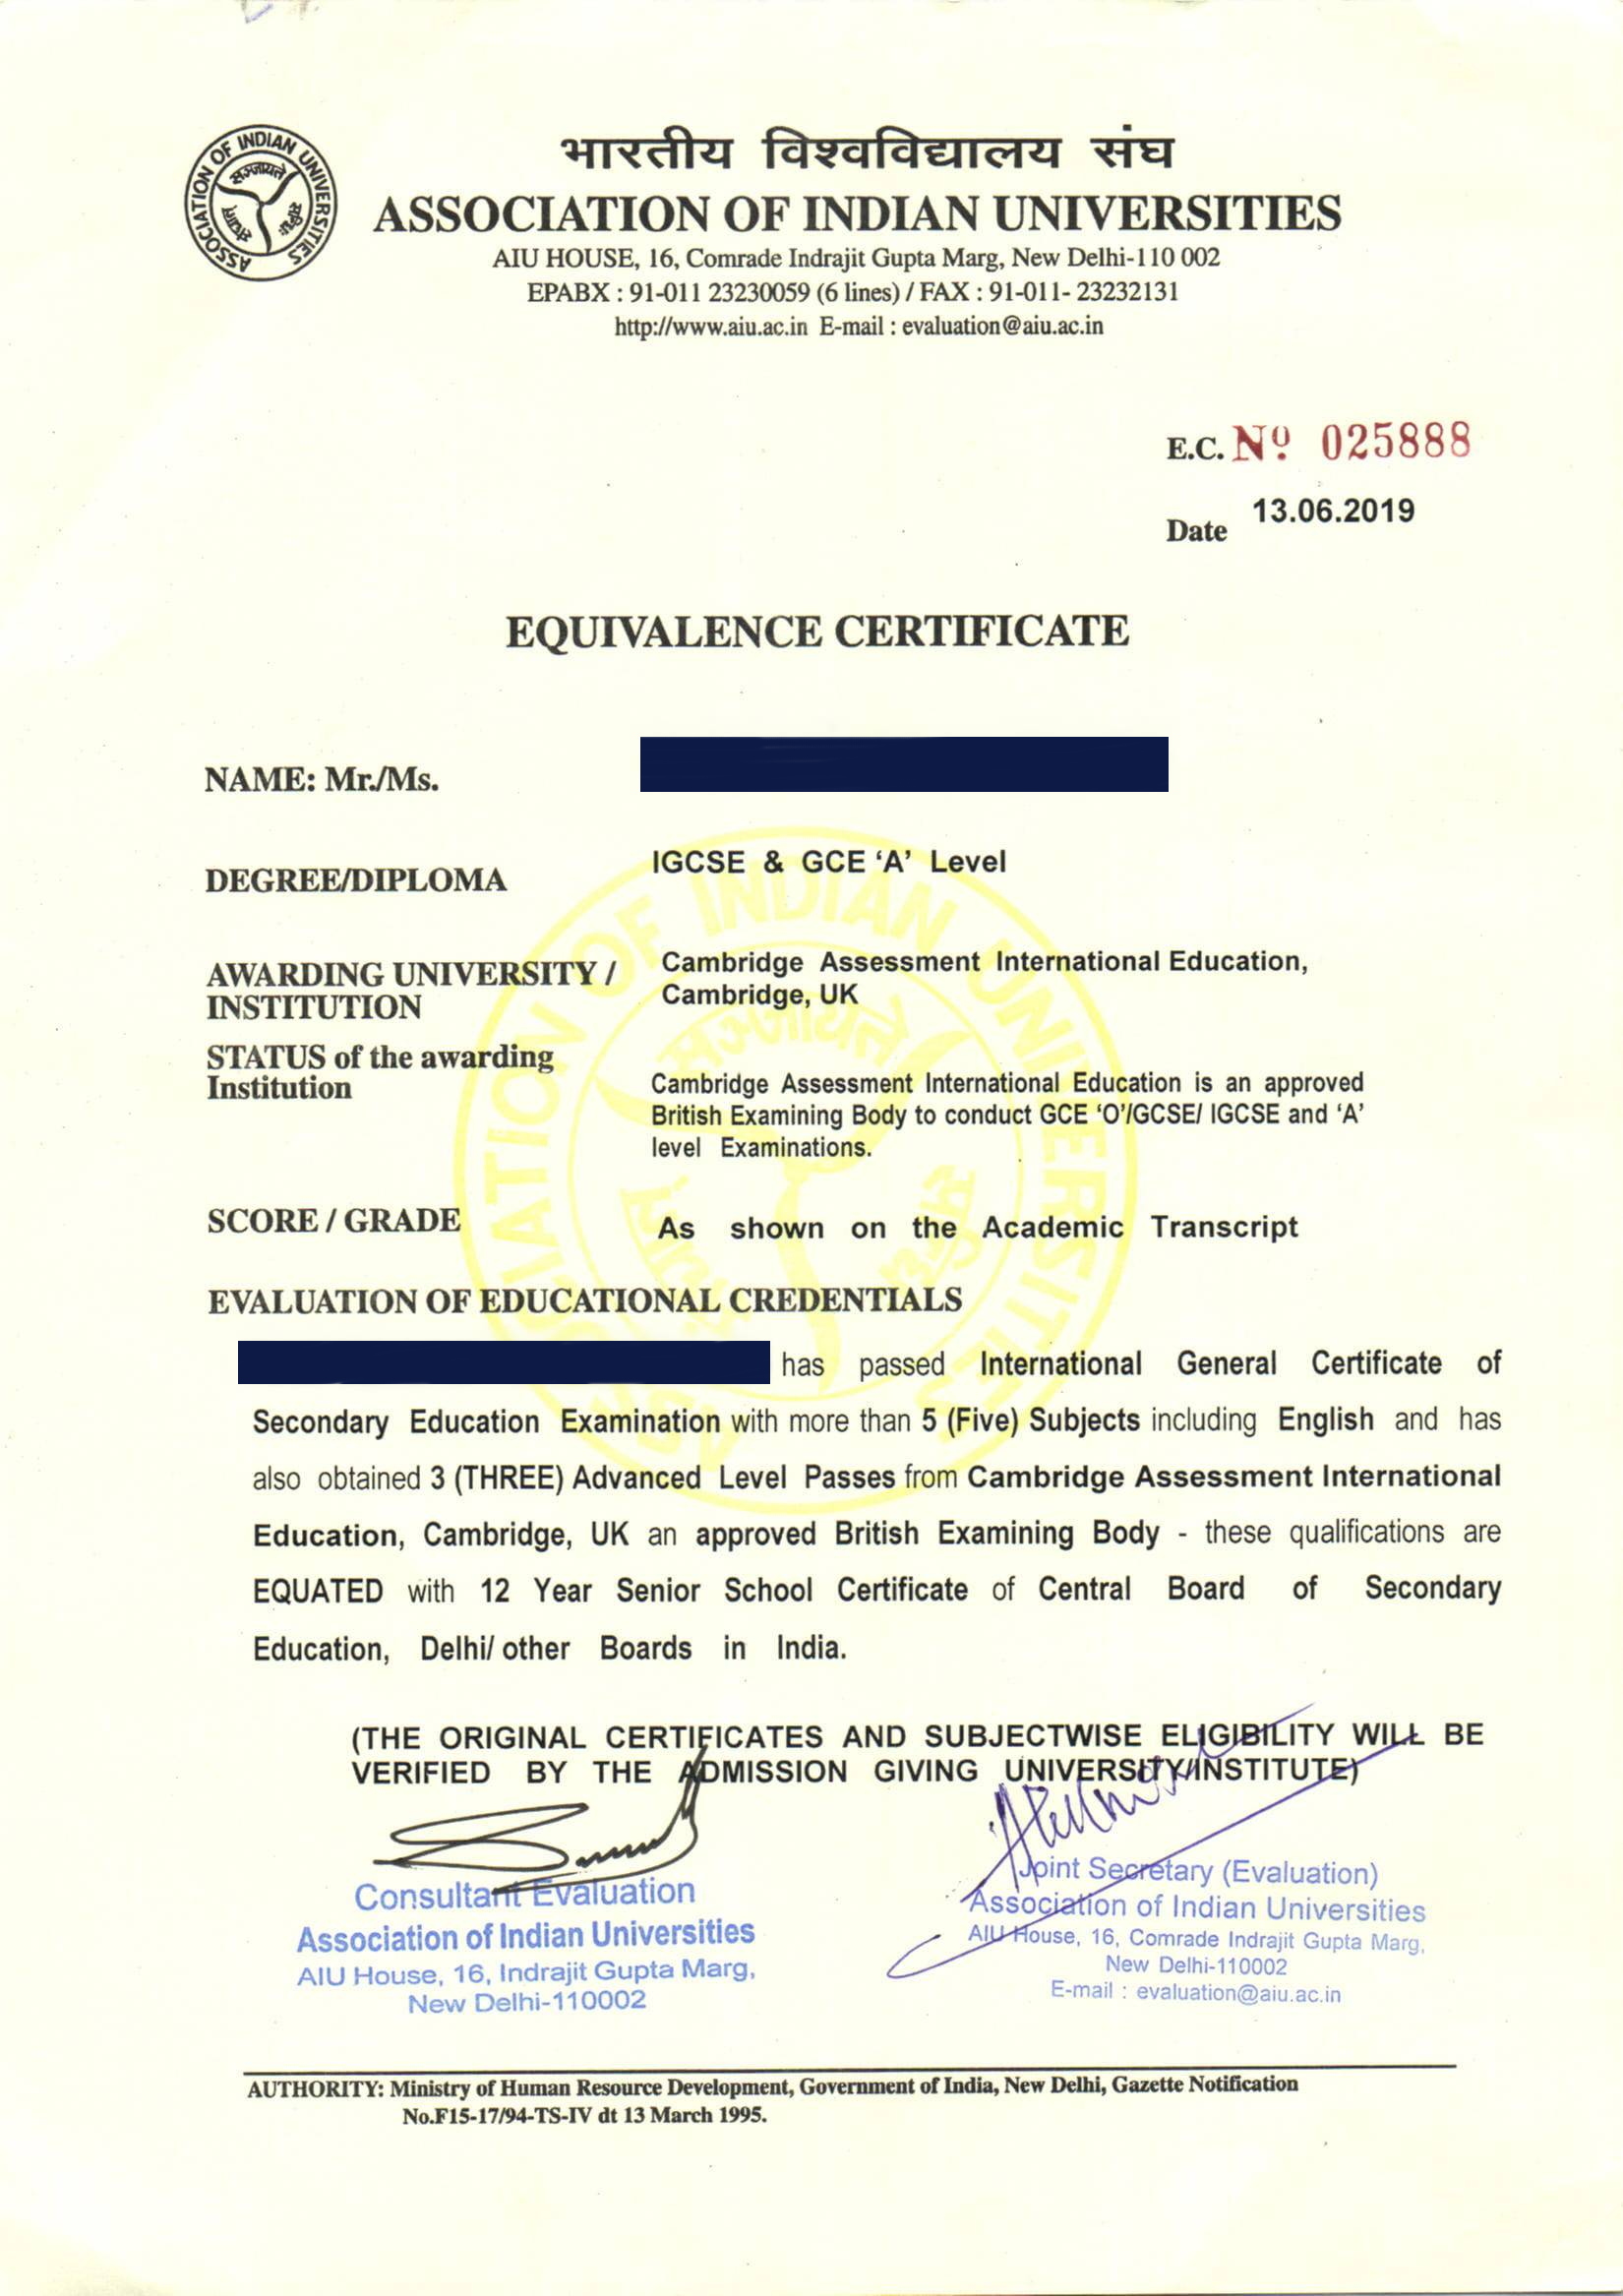 ASSOCIATION OF INDIAN UNIVERSITIES
भारतीय विश्वविद्यालय संघ
ASSOCIATION OF INDIAN UNIVERSITIES
AIU HOUSE, 16, Comrade Indrajit Gupta Marg, New Delhi-110 002
EPABX : 91-011 23230059 (6 lines) / FAX : 91-011- 23232131
http://www.aiu.ac.in E-mail : evaluation@aiu.ac.in
E.C. Nº 025888
Date 13.06.2019
EQUIVALENCE CERTIFICATE
NAME: Mr./Ms.
DEGREE/DIPLOMA IGCSE & GCE ‘A’ Level
AWARDING UNIVERSITY / Cambridge Assessment International Education,
INSTITUTION Cambridge, UK
STATUS of the awarding
Institution Cambridge Assessment International Education is an approved
British Examining Body to conduct GCE ‘O’/GCSE/ IGCSE and ‘A’
level Examinations.
SCORE / GRADE As shown on the Academic Transcript
EVALUATION OF EDUCATIONAL CREDENTIALS
has passed International General Certificate of
Secondary Education Examination with more than 5 (Five) Subjects including English and has
also obtained 3 (THREE) Advanced Level Passes from Cambridge Assessment International
Education, Cambridge, UK an approved British Examining Body - these qualifications are
EQUATED with 12 Year Senior School Certificate of Central Board of Secondary
Education, Delhi/ other Boards in India.
(THE ORIGINAL CERTIFICATES AND SUBJECTWISE ELIGIBILITY WILL BE
VERIFIED BY THE ADMISSION GIVING UNIVERSITY/INSTITUTE)
Consultant Evaluation
Association of Indian Universities
AIU House, 16, Indrajit Gupta Marg,
New Delhi-110002
Joint Secretary (Evaluation)
Association of Indian Universities
AIU House, 16, Comrade Indrajit Gupta Marg,
New Delhi-110002
E-mail : evaluation@aiu.ac.in
AUTHORITY: Ministry of Human Resource Development, Government of India, New Delhi, Gazette Notification
No.F15-17/94-TS-IV dt 13 March 1995.